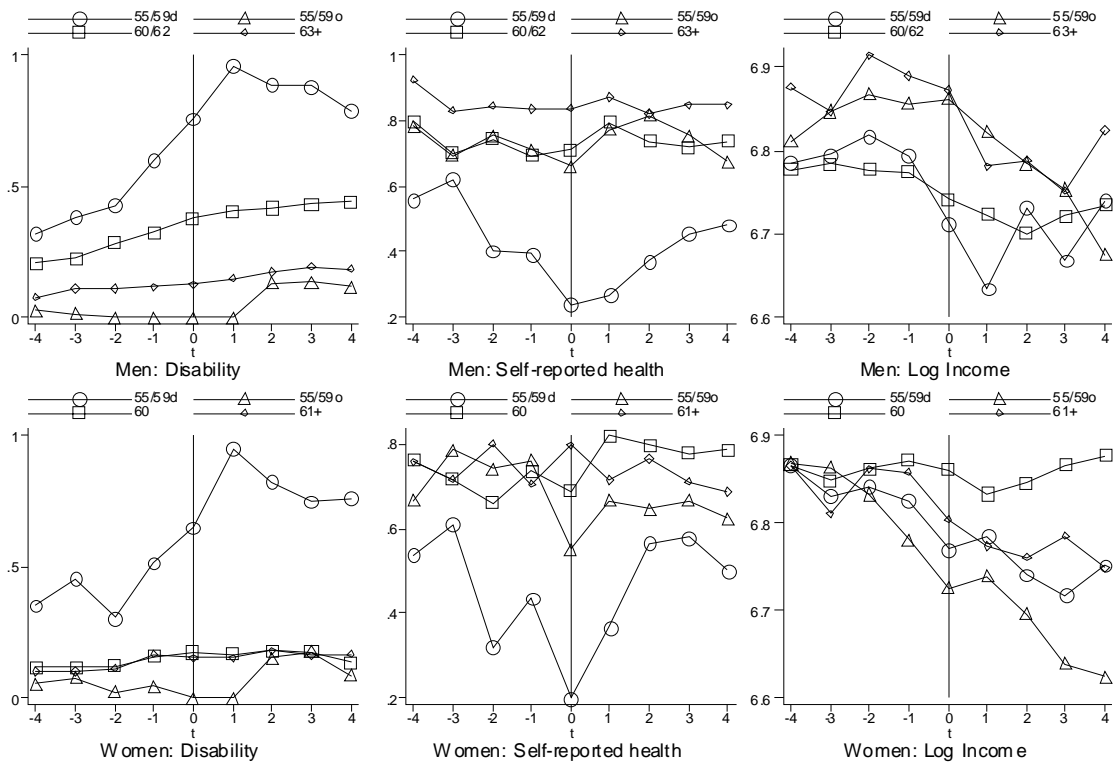 55/59d 55/59o 55/59d 55/59o 55/59d 55/59o
60/62 63+ 60/62 63+ 60/62 63+
1 1 6.9
.8
6.8
.5 .6
6.7
.4
0 .2 6.6
-4 -3 -2 -1 0 1 2 3 4 -4 -3 -2 -1 0 1 2 3 4 -4 -3 -2 -1 0 1 2 3 4
t t t
Men: Disability Men: Self-reported health Men: Log Income
55/59d 55/59o 55/59d 55/59o 55/59d 55/59o
60 61+ 60 61+ 60 61+
1 6.9
.8
6.8
.5 .6
6.7
.4
0 .2 6.6
-4 -3 -2 -1 0 1 2 3 4 -4 -3 -2 -1 0 1 2 3 4 -4 -3 -2 -1 0 1 2 3 4
t t t
Women: Disability Women: Self-reported health Women: Log Income